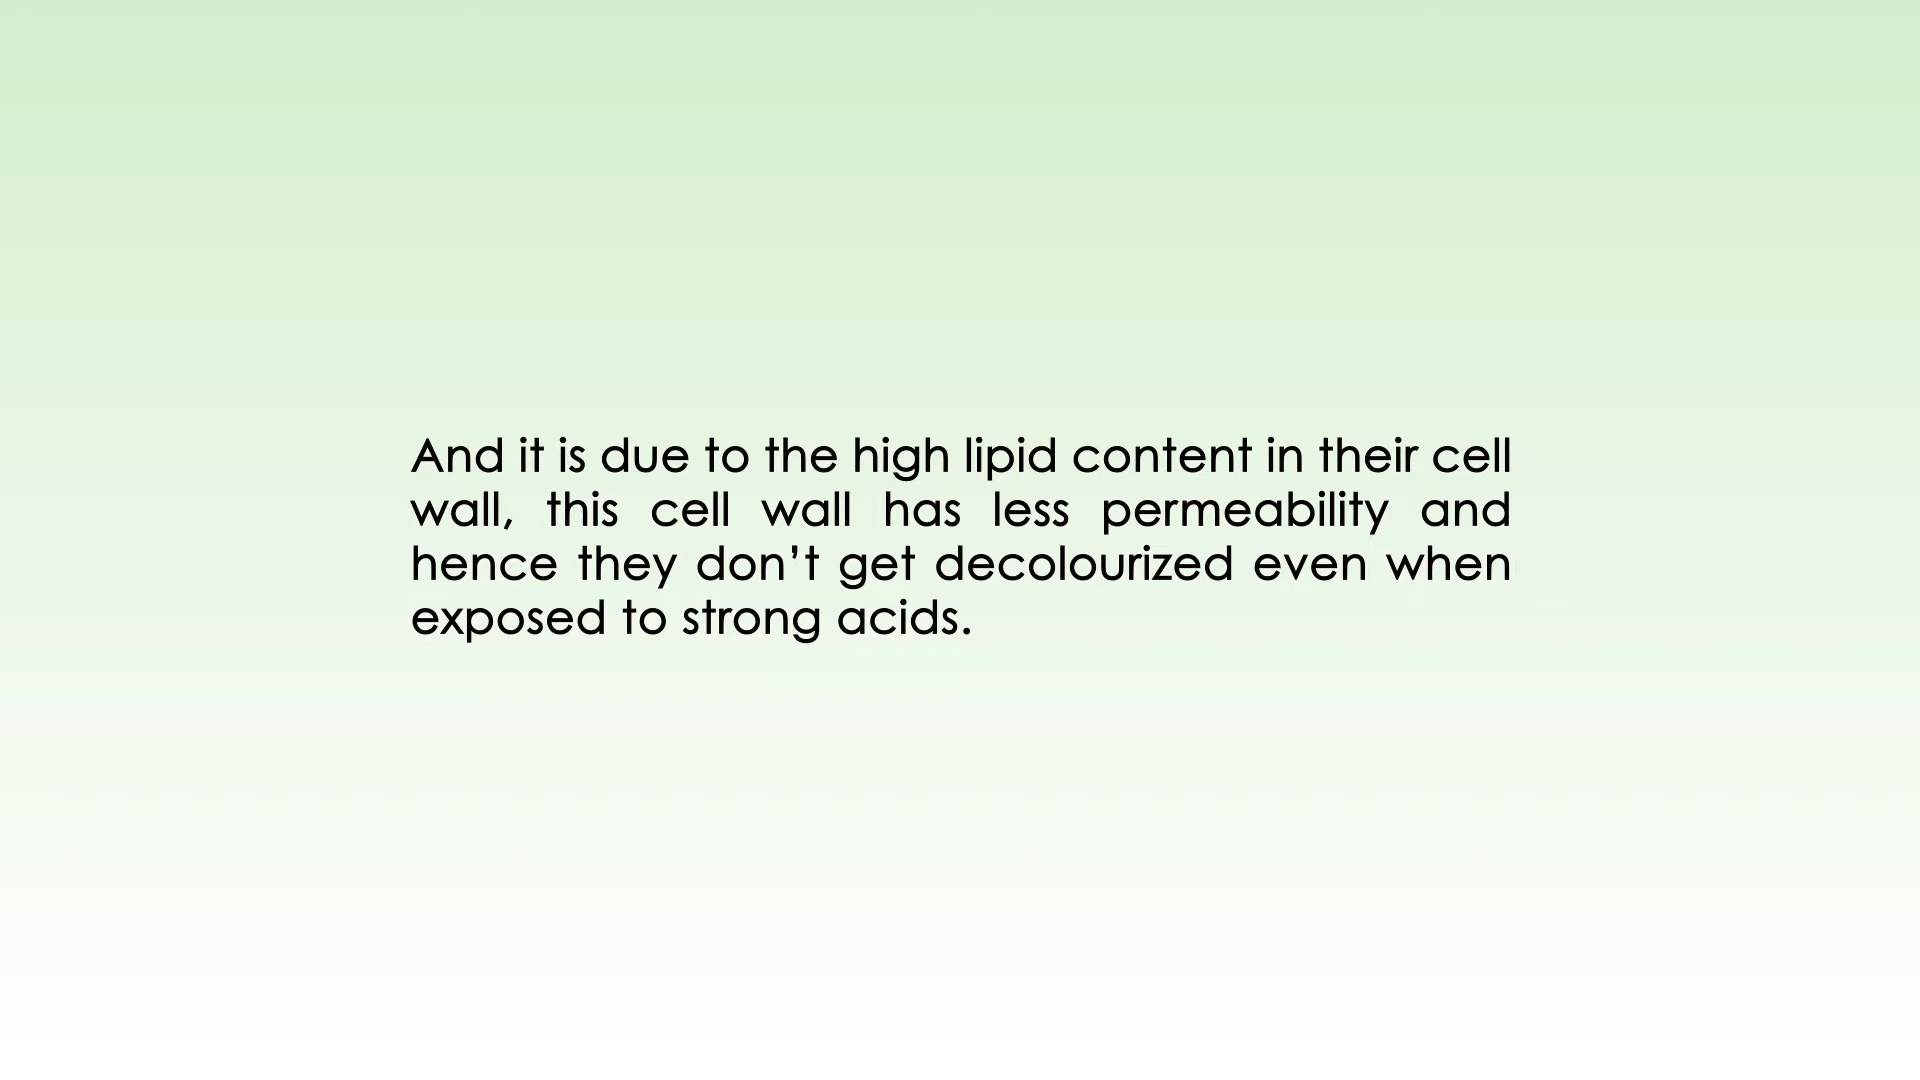 And it is due to the high lipid content in their cell
wall, this cell wall has less permeability and
hence they don’t get decolourized even when
exposed to strong acids.